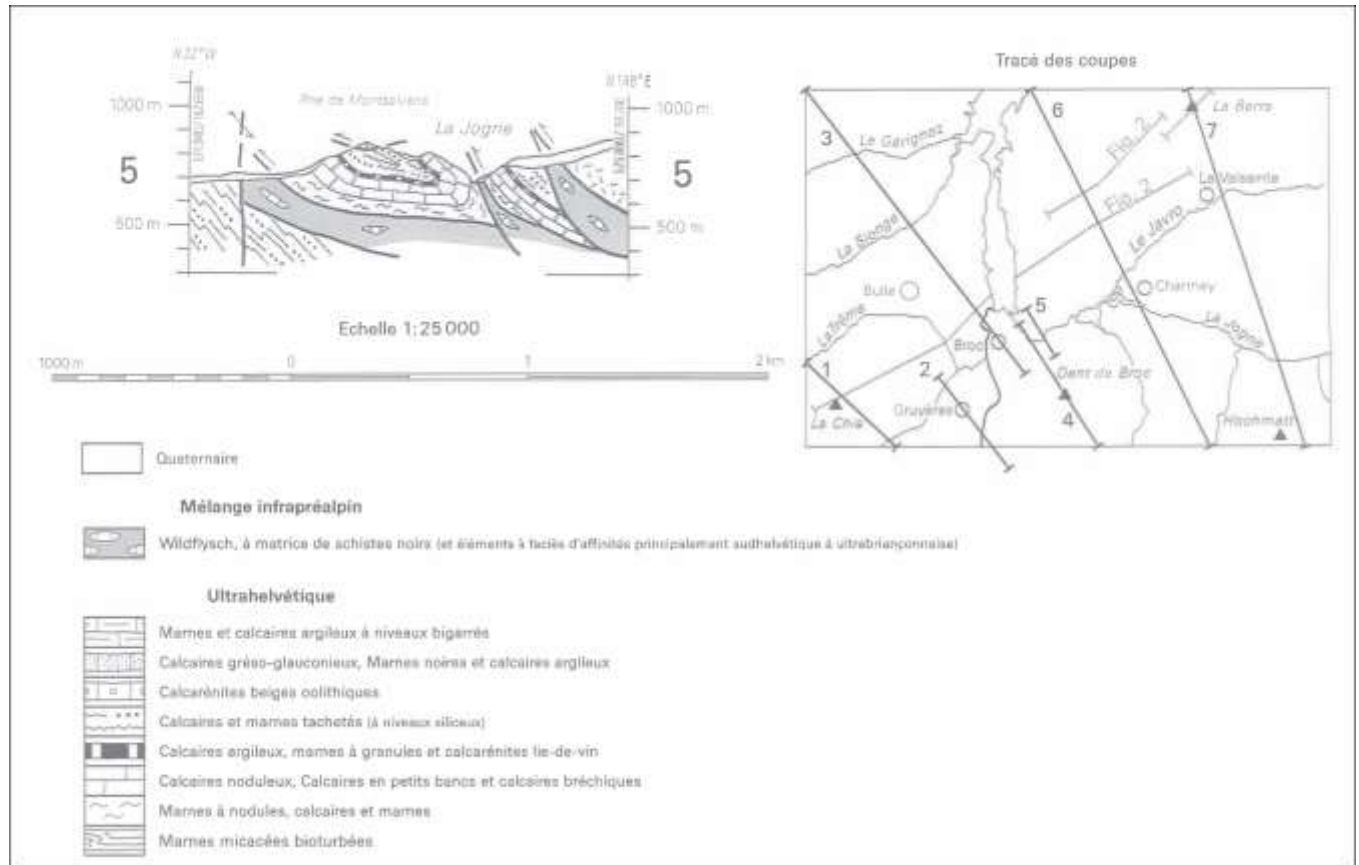 1000 m
500 m
5
La Jogne
1000 m
500 m
5
Echelle 1:25 000
1000 m
0
1
2 km
Tracé des coupes
3
6
7
La Berra
Le Gérignoz
Fig. 2
La Valsainte
Fig. 3
La Sionge
Le Javro
Bulle
Charmey
5
La Trême
La Jogne
Broc
1
2
Dent de Broc
Gruyères
4
La Chia
Hochmatt
Quaternaire
Mélange infrapréalpin
Wildflysch, à matrice de schistes noirs (et éléments à faciès d'affinités principalement sudhelvétique à ultrabriançonnaise)
Ultrahelvétique
Marnes et calcaires argileux à niveaux bigarrés
Calcaires gréso-glauconieux, Marnes noires et calcaires argileux
Calcarénites beiges oolithiques
Calcaires et marnes tachetés (à niveaux siliceux)
Calcaires argileux, marnes à granules et calcarénites lie-de-vin
Calcaires noduleux, Calcaires en petits bancs et calcaires bréchiques
Marnes à nodules, calcaires et marnes
Marnes micacées bioturbées